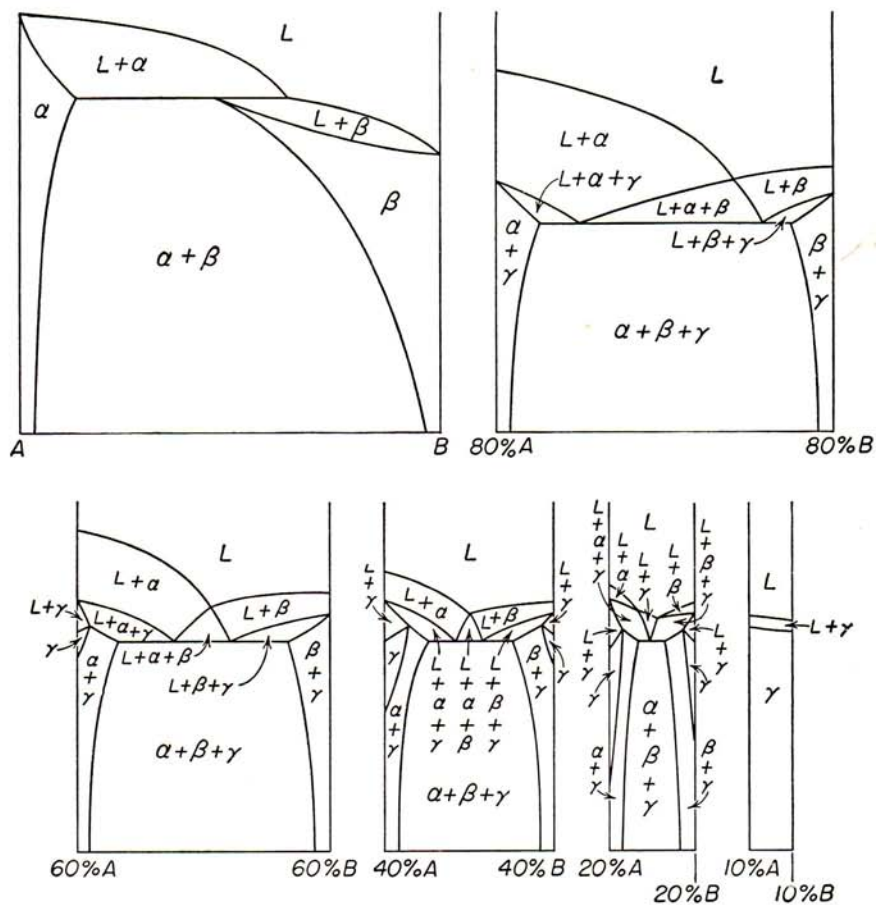 L
L+α
α
L+β
β
α+β
A
B
L
L+α
L+α+γ
L+β
L+α+β
L+β+γ
α
+
γ
β
+
γ
α+β+γ
80%A
80%B
L
L+α
L+β
L+γ
L+α+γ
γ
L+α+β
L+β+γ
α
+
γ
β
+
γ
α+β+γ
60%A
60%B
L
L
+
γ
L+α
L+β
L
+
γ
γ
α
+
γ
L
+
α
+
γ
L
+
α
+
β
L
+
β
+
γ
β
+
γ
γ
α+β+γ
40%A
40%B
L
+
α
+
γ
L
+
α
L
L
+
γ
L
+
β
L
+
β
+
γ
L
+
γ
L
+
γ
γ
γ
α
+
γ
α
+
β
+
γ
β
+
γ
20%A
20%B
L
L+γ
γ
10%A
10%B